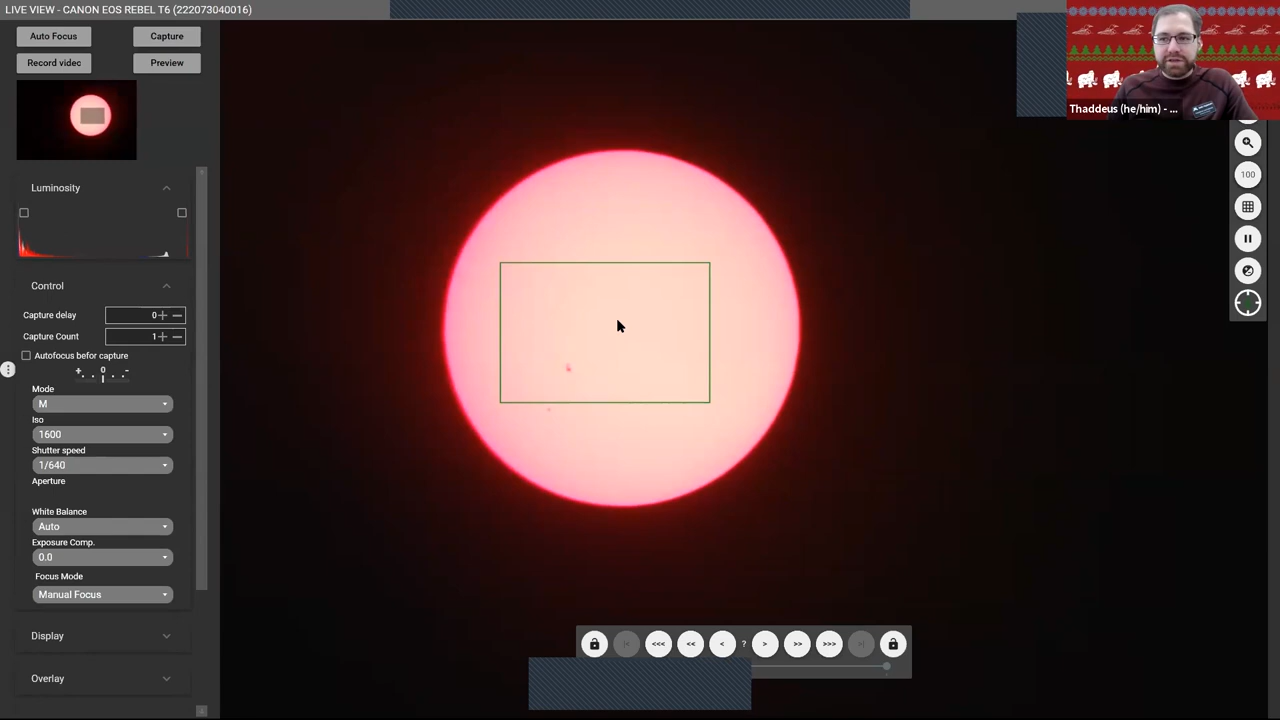 LIVE VIEW - CANON EOS REBEL T6 (222073040016)
Auto Focus
Capture
Record video
Preview
Thaddeus (he/him) - ...
Luminosity
100
Control
Capture delay
0
Capture Count
1
Autofocus befor capture
+ 0 -
Mode
M
Iso
1600
Shutter speed
1/640
Aperture
White Balance
Auto
Exposure Comp.
0.0
Focus Mode
Manual Focus
Display
Overlay
|< <<< << < ? > >> >>> >|